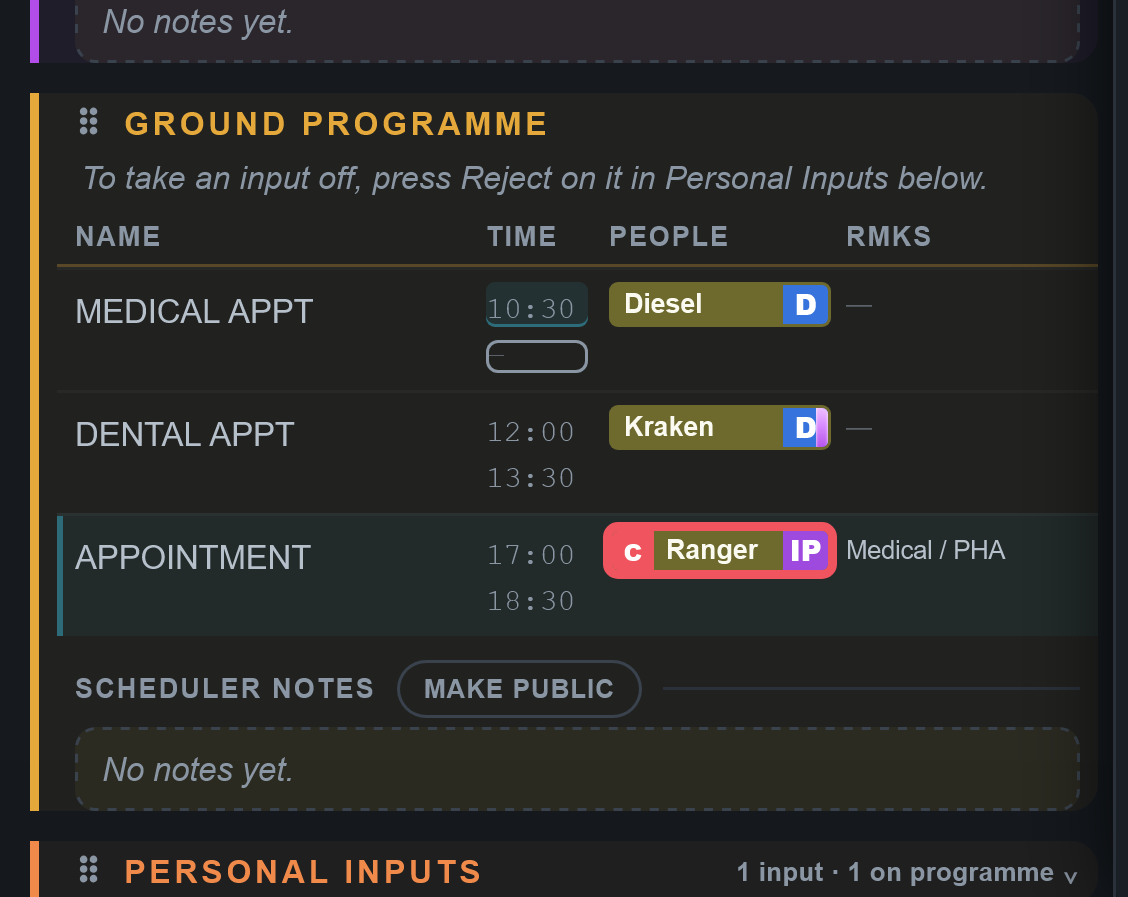 No notes yet.
GROUND PROGRAMME
To take an input off, press Reject on it in Personal Inputs below.
NAME TIME PEOPLE RMKS
MEDICAL APPT 10:30 Diesel D —
—
DENTAL APPT 12:00 Kraken D —
13:30
APPOINTMENT 17:00 c Ranger IP Medical / PHA
18:30
SCHEDULER NOTES MAKE PUBLIC
No notes yet.
PERSONAL INPUTS 1 input · 1 on programme